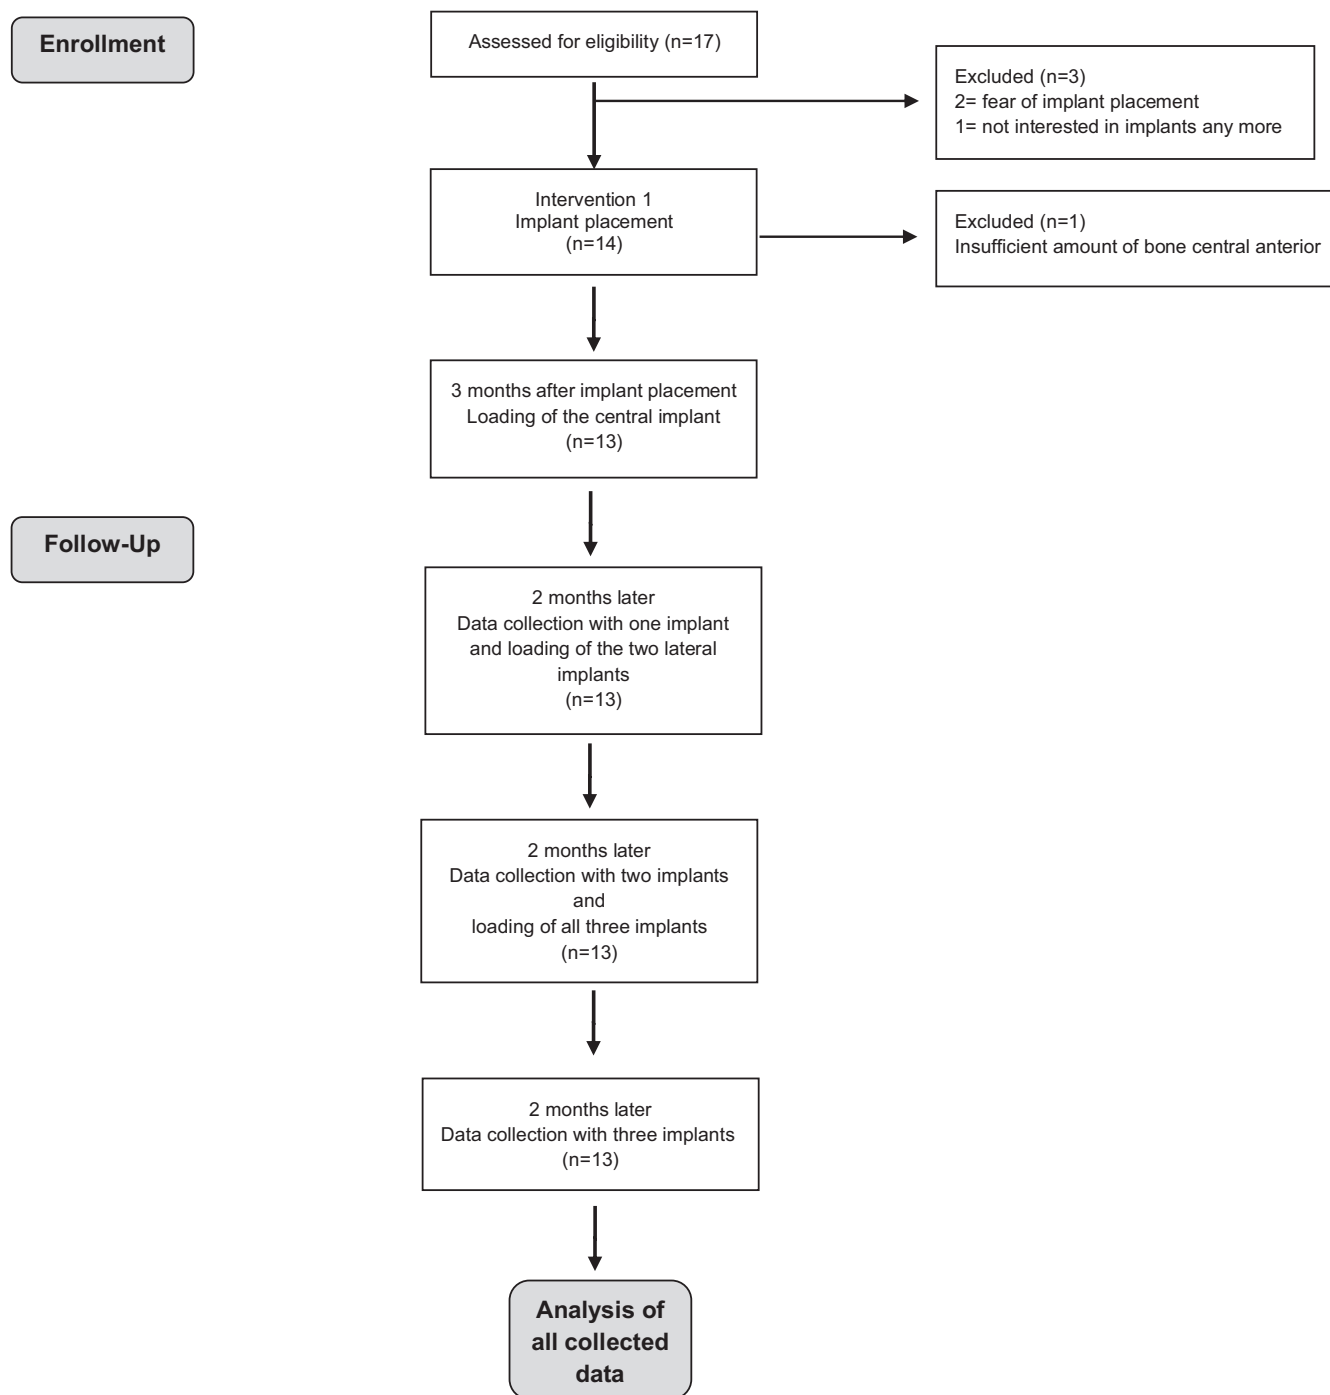 Enrollment
Assessed for eligibility (n=17)
Excluded (n=3)
2= fear of implant placement
1= not interested in implants any more
Intervention 1
Implant placement
(n=14)
Excluded (n=1)
Insufficient amount of bone central anterior
3 months after implant placement
Loading of the central implant
(n=13)
Follow-Up
2 months later
Data collection with one implant
and loading of the two lateral
implants
(n=13)
2 months later
Data collection with two implants
and
loading of all three implants
(n=13)
2 months later
Data collection with three implants
(n=13)
Analysis of
all collected
data